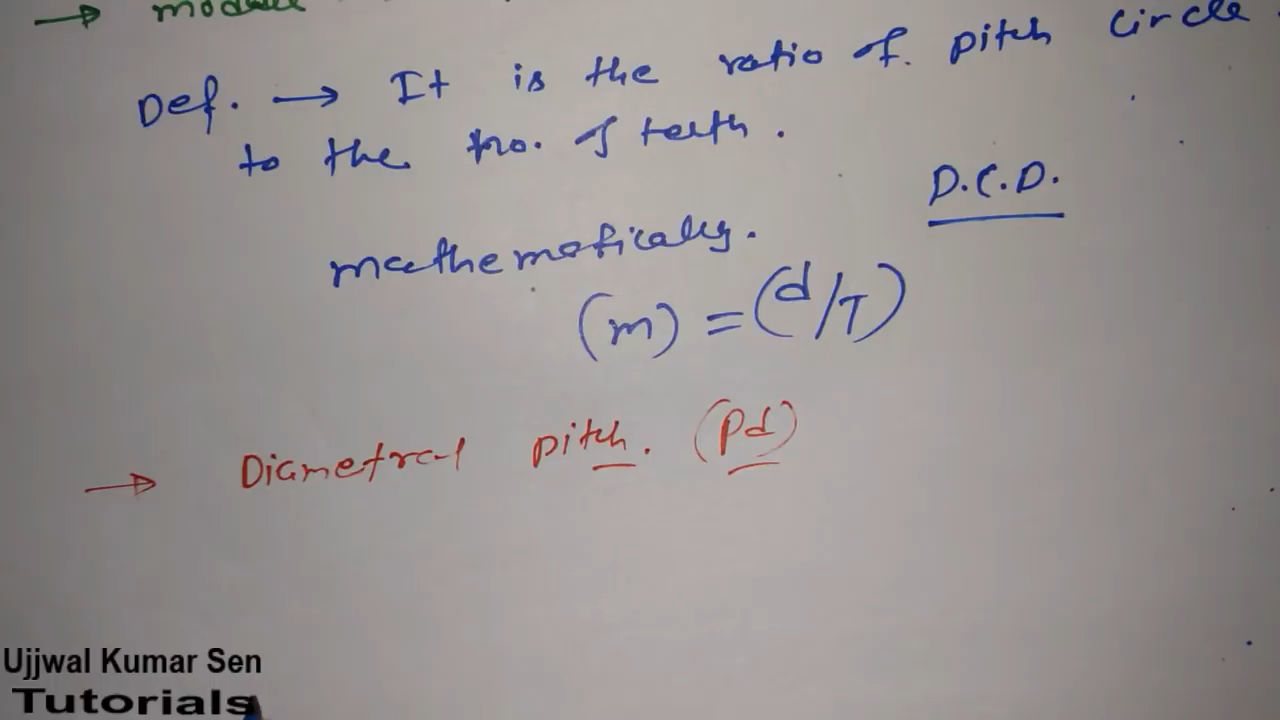 → module
Def. → It is the ratio of. pitch circle
to the no. of teeth.
D.C.D.
mathematically.
(m) = (d/T)
→ Diametral pitch. (Pd)
Ujjwal Kumar Sen
Tutorials